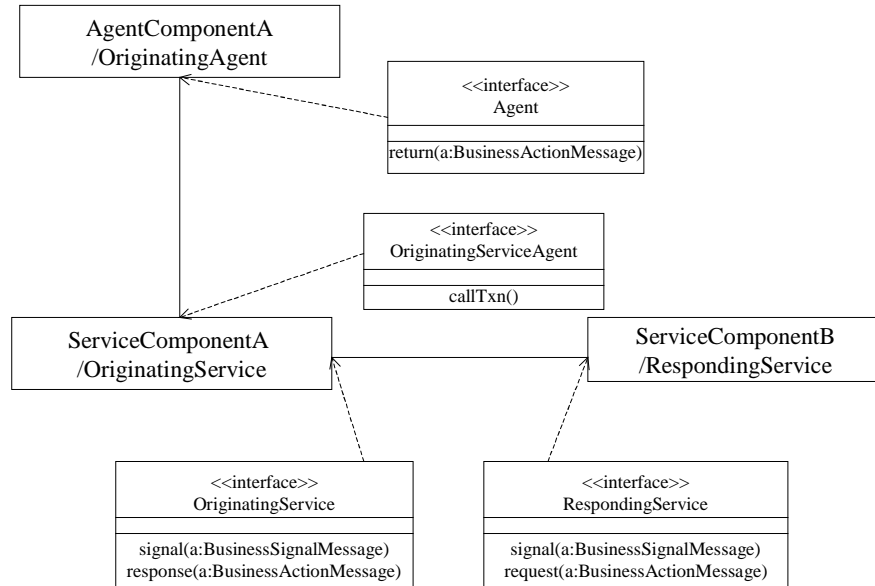 AgentComponentA
/OriginatingAgent
<<interface>>
Agent
return(a:BusinessActionMessage)
<<interface>>
OriginatingServiceAgent
callTxn()
ServiceComponentA
/OriginatingService
ServiceComponentB
/RespondingService
<<interface>>
OriginatingService
signal(a:BusinessSignalMessage)
response(a:BusinessActionMessage)
<<interface>>
RespondingService
signal(a:BusinessSignalMessage)
request(a:BusinessActionMessage)